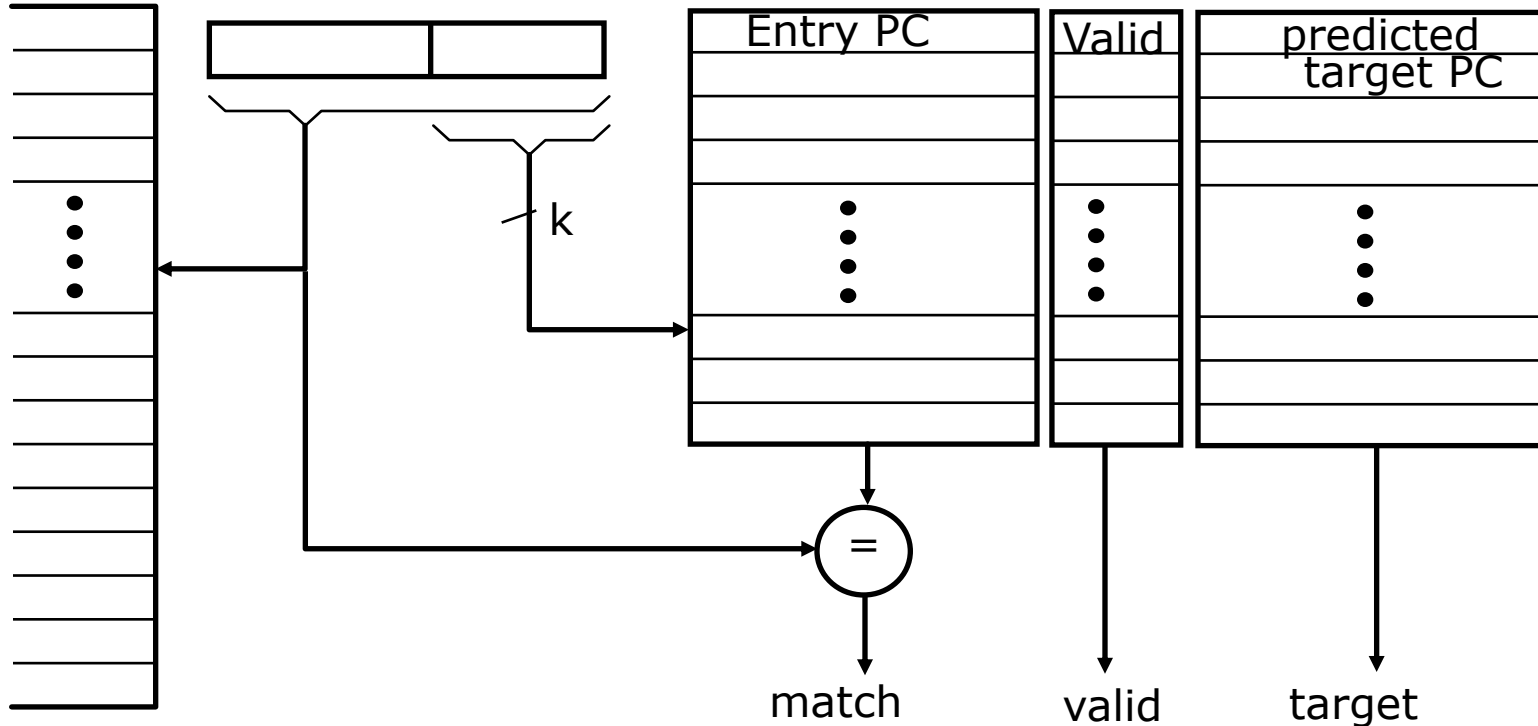 Entry PC
Valid
predicted
target PC
k
=
match
valid
target